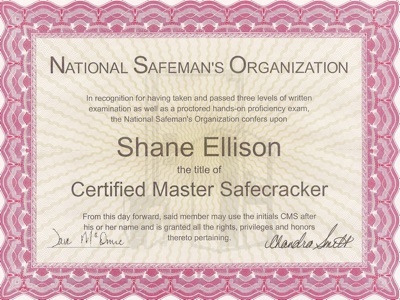 NATIONAL SAFEMAN'S ORGANIZATION
In recognition for having taken and passed three levels of written
examination as well as a proctored hands-on proficiency exam,
the National Safeman's Organization confers upon
Shane Ellison
the title of
Certified Master Safecracker
From this day forward, said member may use the initials CMS after
his or her name and is granted all the rights, privileges and honors
thereto pertaining.